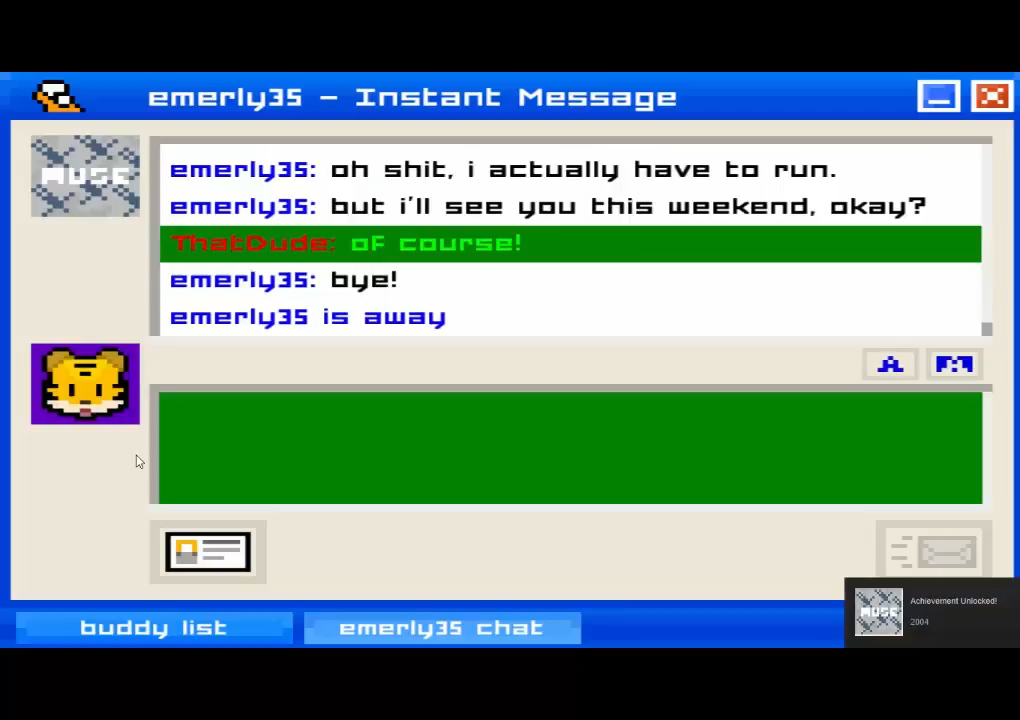 emerly35 - Instant Message
MUSE
emerly35: oh shit, i actually have to run.
emerly35: but i'll see you this weekend, okay?
ThatDude: of course!
emerly35: bye!
emerly35 is away
A
Achievement Unlocked!
MUSE
2004
buddy list
emerly35 chat